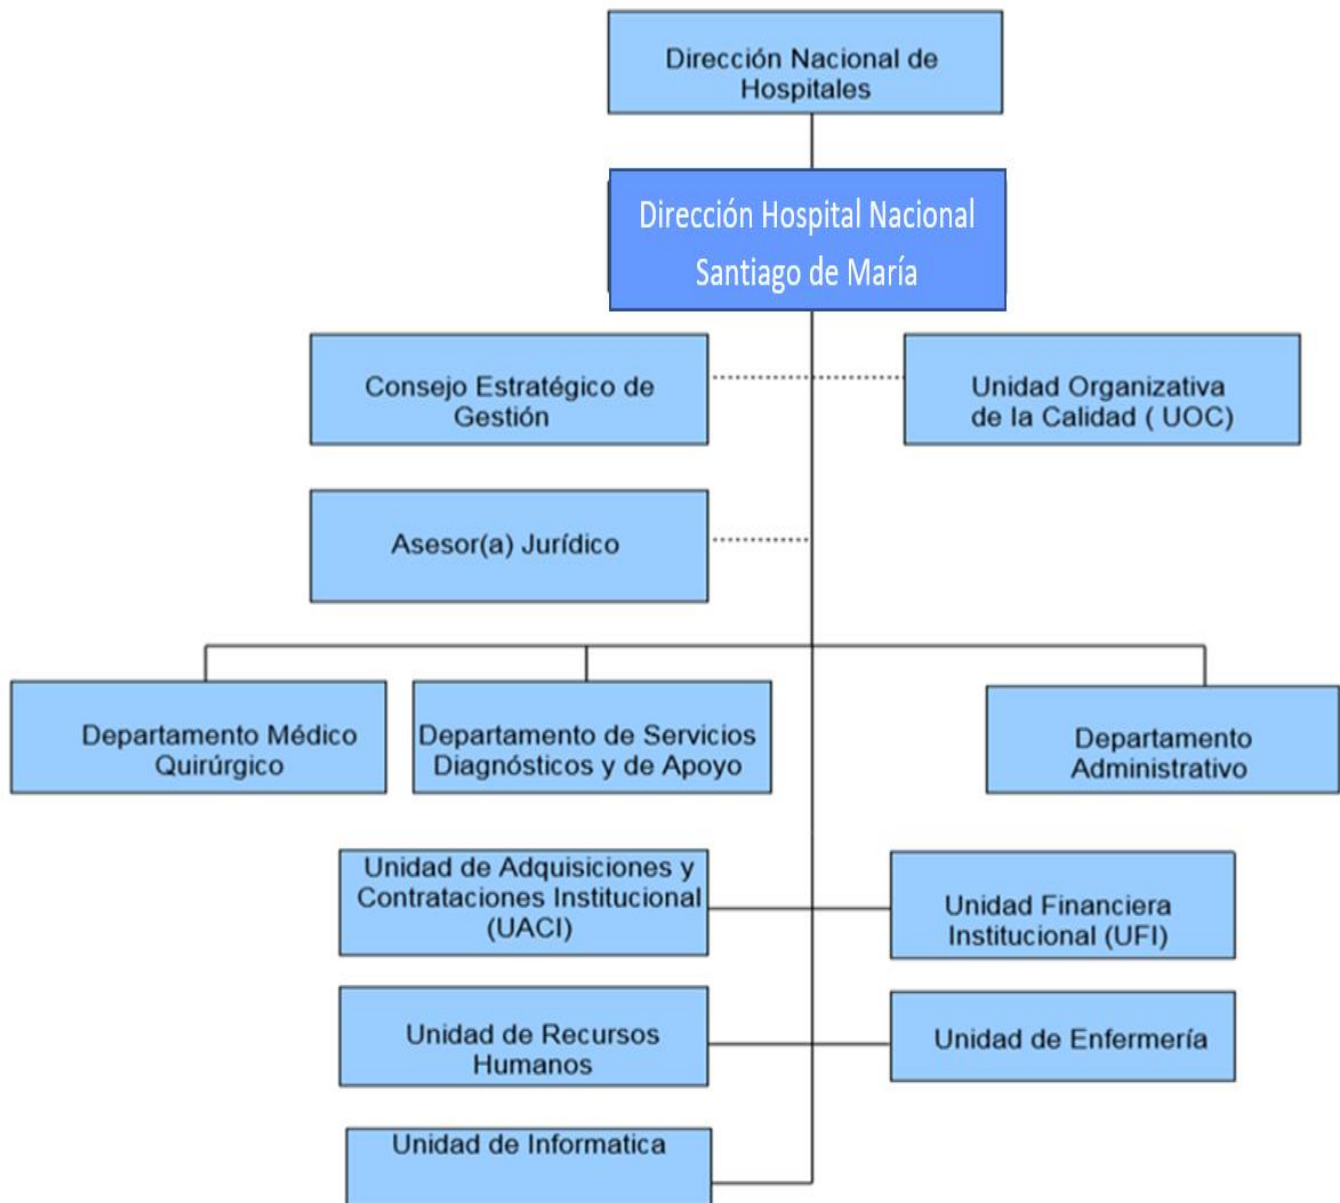 Dirección Nacional de
Hospitales
Dirección Hospital Nacional
Santiago de María
Consejo Estratégico de
Gestión
Unidad Organizativa
de la Calidad ( UOC)
Asesor(a) Jurídico
Departamento Médico
Quirúrgico
Departamento de Servicios
Diagnósticos y de Apoyo
Departamento
Administrativo
Unidad de Adquisiciones y
Contrataciones Institucional
(UACI)
Unidad Financiera
Institucional (UFI)
Unidad de Recursos
Humanos
Unidad de Enfermería
Unidad de Informatica